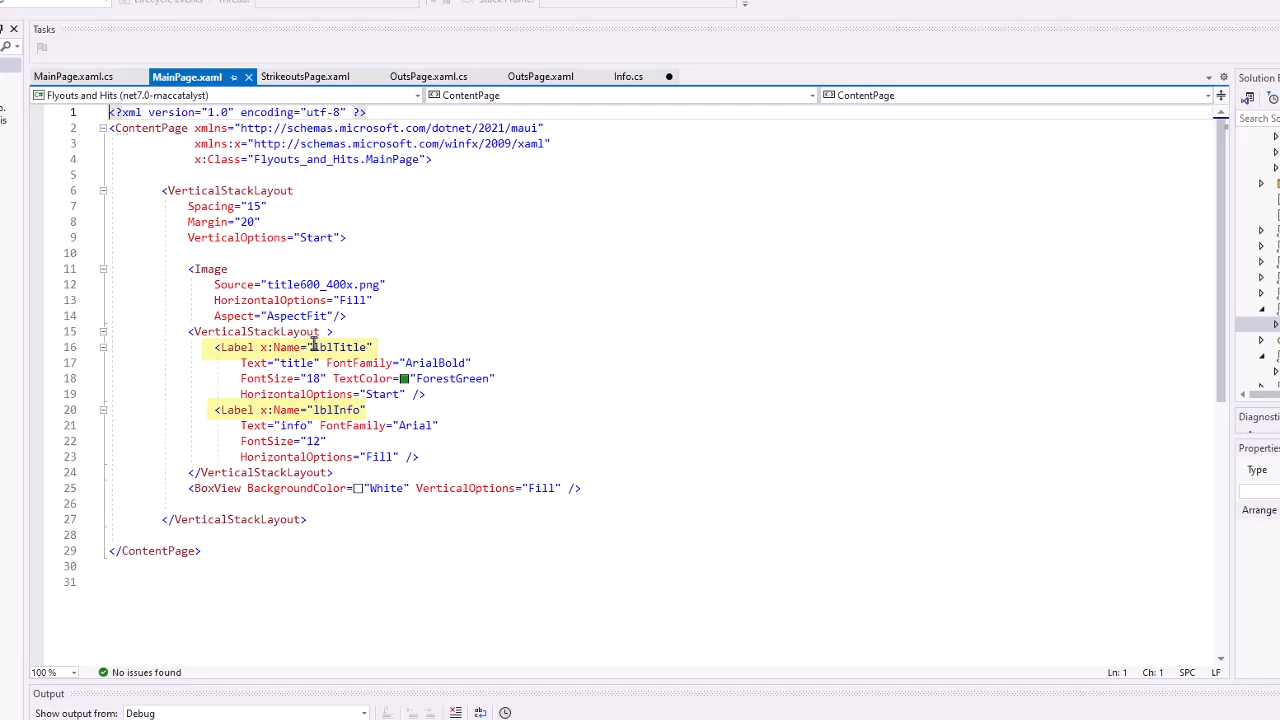 Tasks
MainPage.xaml.cs MainPage.xaml StrikeoutsPage.xaml OutsPage.xaml.cs OutsPage.xaml Info.cs Solution
Flyouts and Hits (net7.0-maccatalyst) ContentPage ContentPage
Search So
1 <?xml version="1.0" encoding="utf-8" ?>
2 <ContentPage xmlns="http://schemas.microsoft.com/dotnet/2021/maui"
3 xmlns:x="http://schemas.microsoft.com/winfx/2009/xaml"
4 x:Class="Flyouts_and_Hits.MainPage">
5
6 <VerticalStackLayout
7 Spacing="15"
8 Margin="20"
9 VerticalOptions="Start">
10
11 <Image
12 Source="title600_400x.png"
13 HorizontalOptions="Fill"
14 Aspect="AspectFit"/>
15 <VerticalStackLayout >
16 <Label x:Name="lblTitle"
17 Text="title" FontFamily="ArialBold"
18 FontSize="18" TextColor="ForestGreen"
19 HorizontalOptions="Start" />
20 <Label x:Name="lblInfo"
21 Text="info" FontFamily="Arial"
22 FontSize="12"
23 HorizontalOptions="Fill" />
24 </VerticalStackLayout>
25 <BoxView BackgroundColor="White" VerticalOptions="Fill" />
26
27 </VerticalStackLayout>
28
29 </ContentPage>
30
31
Diagnostic
Properties
Type
Arrange
100 % No issues found Ln: 1 Ch: 1 SPC LF
Output
Show output from: Debug